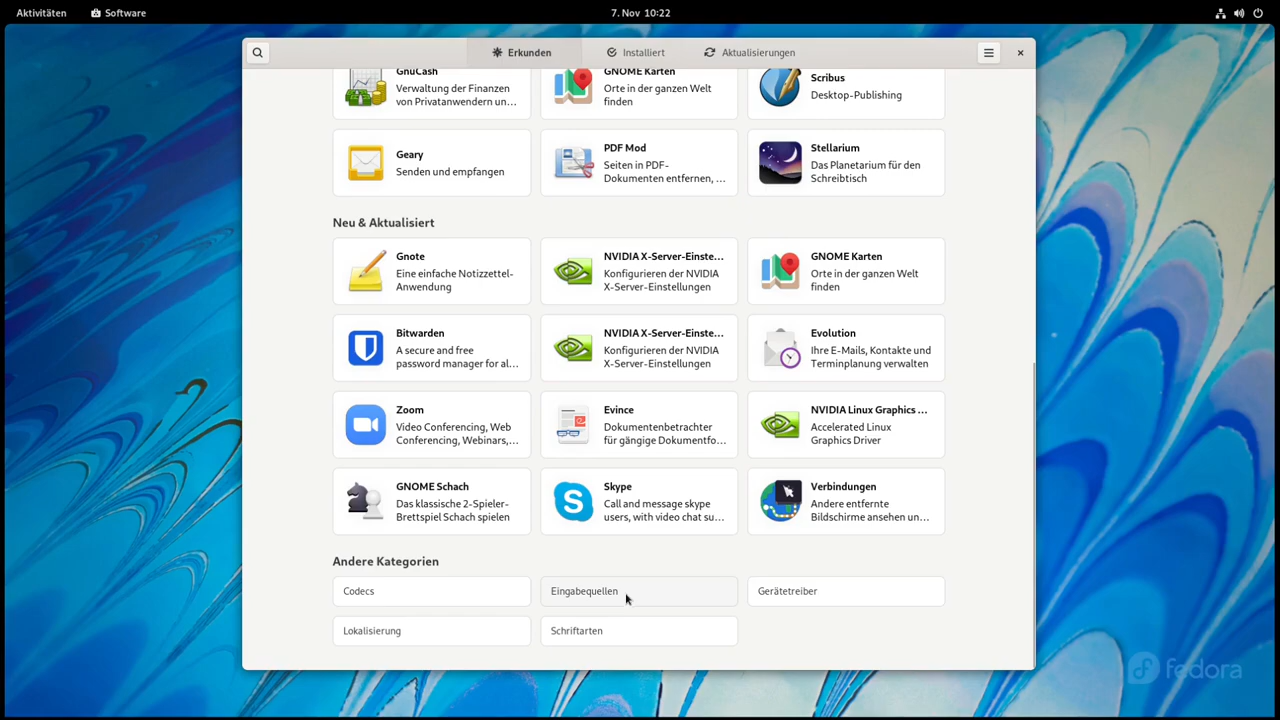 Aktivitäten
Software
7. Nov 10:22
Erkunden
Installiert
Aktualisierungen
GnuCash
Verwaltung der Finanzen
von Privatanwendern un...
GNOME Karten
Orte in der ganzen Welt
finden
Scribus
Desktop-Publishing
Geary
Senden und empfangen
PDF Mod
Seiten in PDF-
Dokumenten entfernen, ...
Stellarium
Das Planetarium für den
Schreibtisch
Neu & Aktualisiert
Gnote
Eine einfache Notizzettel-
Anwendung
NVIDIA X-Server-Einste...
Konfigurieren der NVIDIA
X-Server-Einstellungen
GNOME Karten
Orte in der ganzen Welt
finden
Bitwarden
A secure and free
password manager for al...
NVIDIA X-Server-Einste...
Konfigurieren der NVIDIA
X-Server-Einstellungen
Evolution
Ihre E-Mails, Kontakte und
Terminplanung verwalten
Zoom
Video Conferencing, Web
Conferencing, Webinars,...
Evince
Dokumentenbetrachter
für gängige Dokumentfo...
NVIDIA Linux Graphics ...
Accelerated Linux
Graphics Driver
GNOME Schach
Das klassische 2-Spieler-
Brettspiel Schach spielen
Skype
Call and message skype
users, with video chat su...
Verbindungen
Andere entfernte
Bildschirme ansehen un...
Andere Kategorien
Codecs
Eingabequellen
Gerätetreiber
Lokalisierung
Schriftarten
fedora